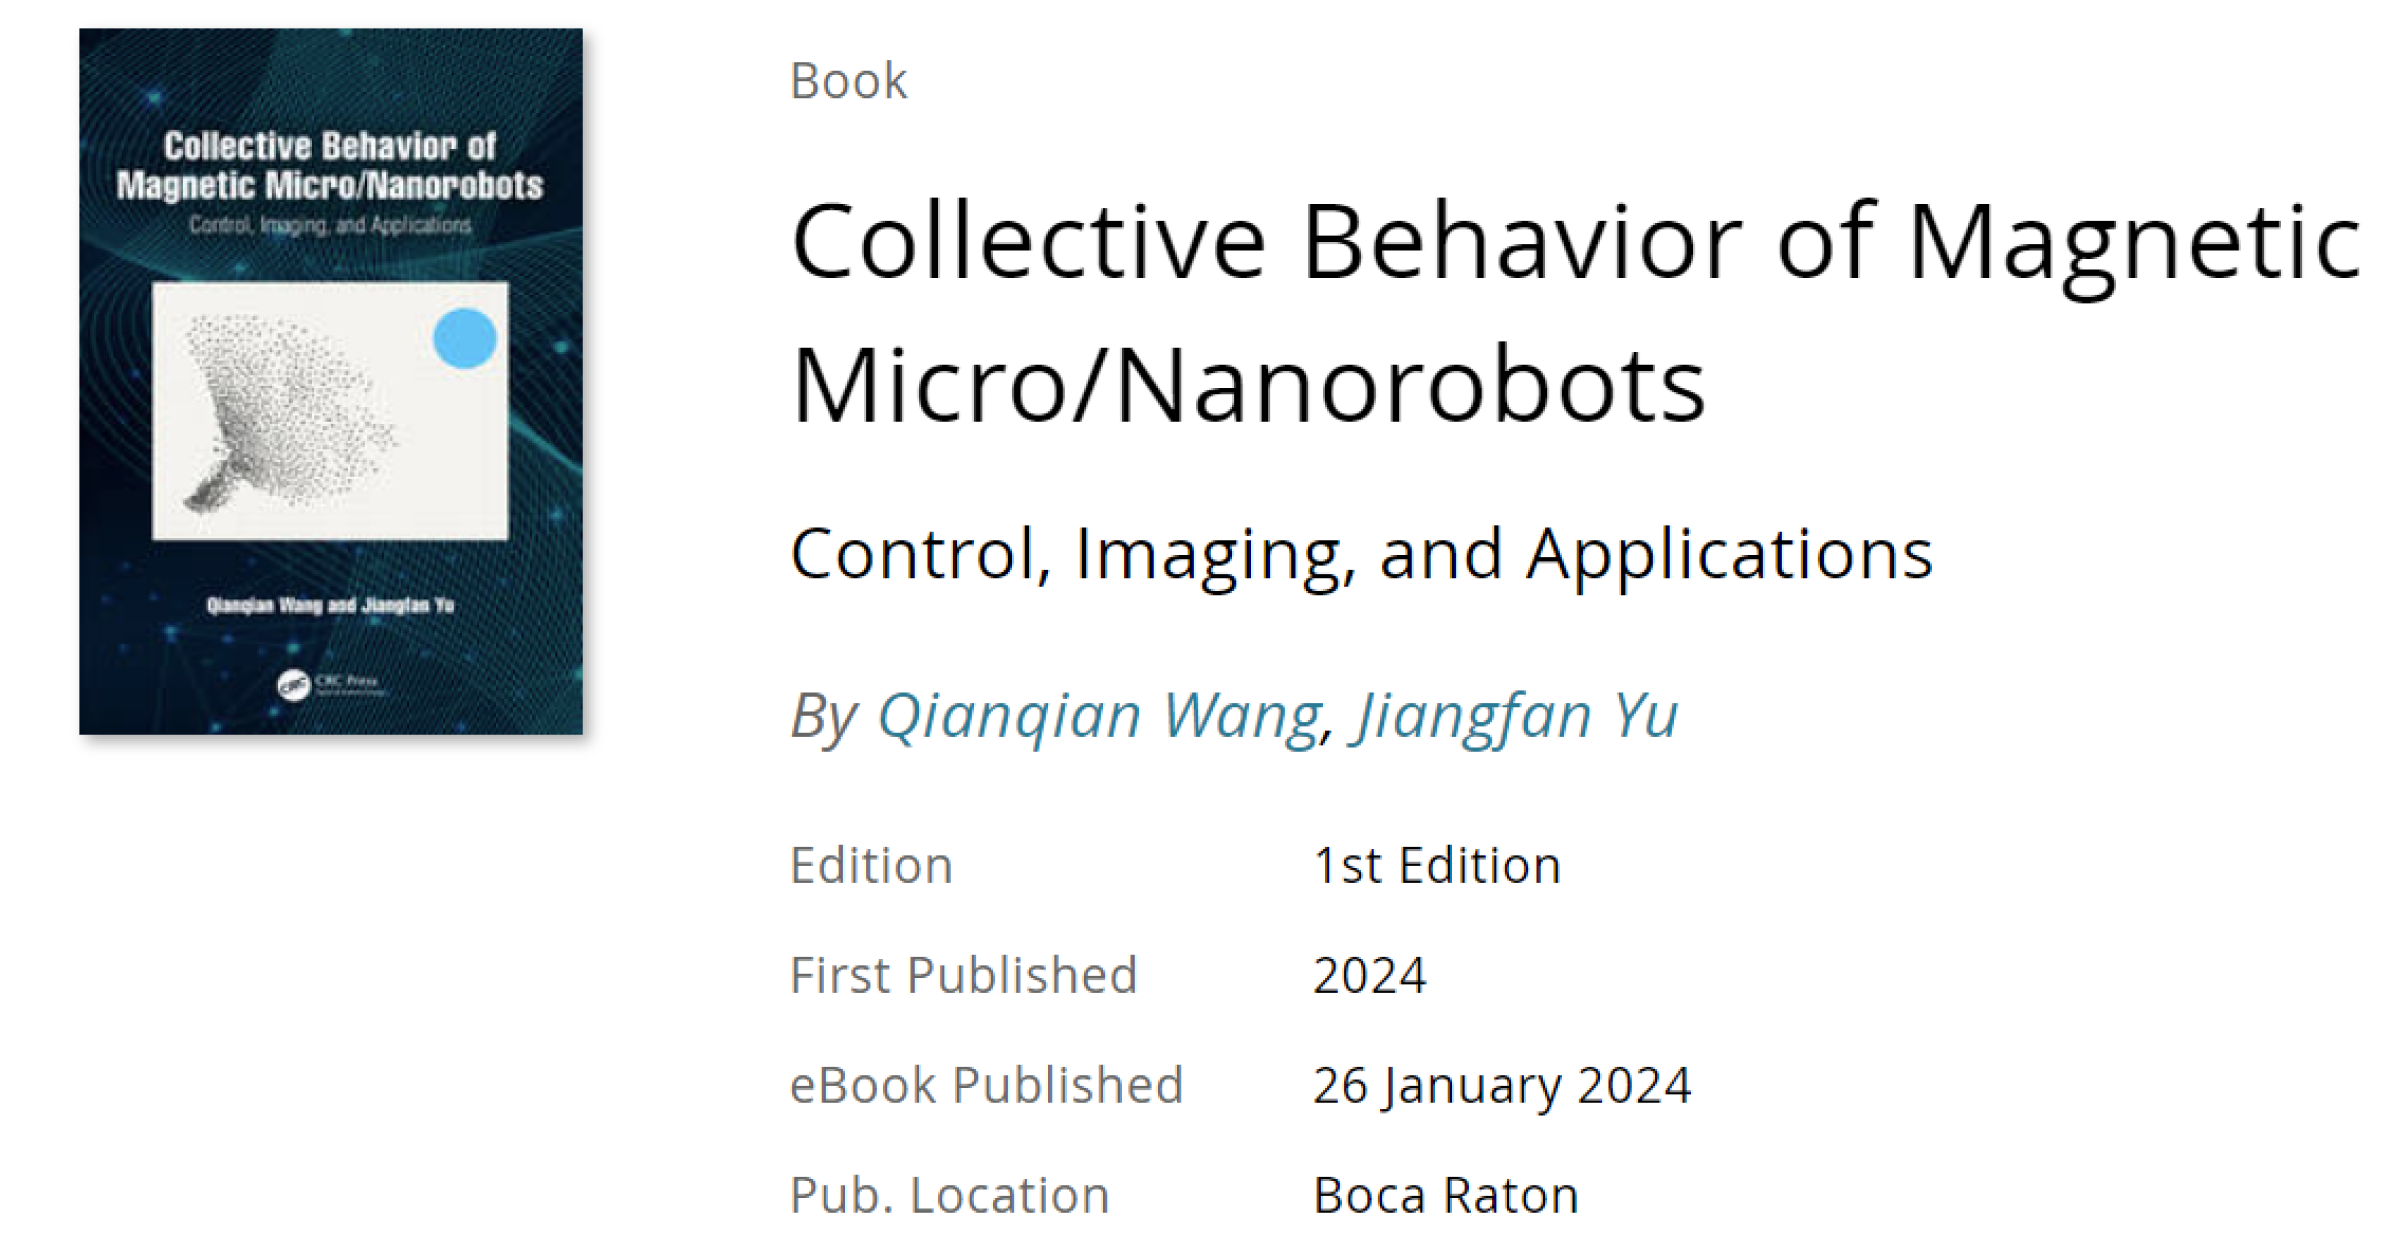 Collective Behavior of
Magnetic Micro/Nanorobots
Control, Imaging, and Applications
Qianqian Wang and Jiangfan Yu
CRC
CRC Press
Book
Collective Behavior of Magnetic
Micro/Nanorobots
Control, Imaging, and Applications
By Qianqian Wang, Jiangfan Yu
Edition 1st Edition
First Published 2024
eBook Published 26 January 2024
Pub. Location Boca Raton